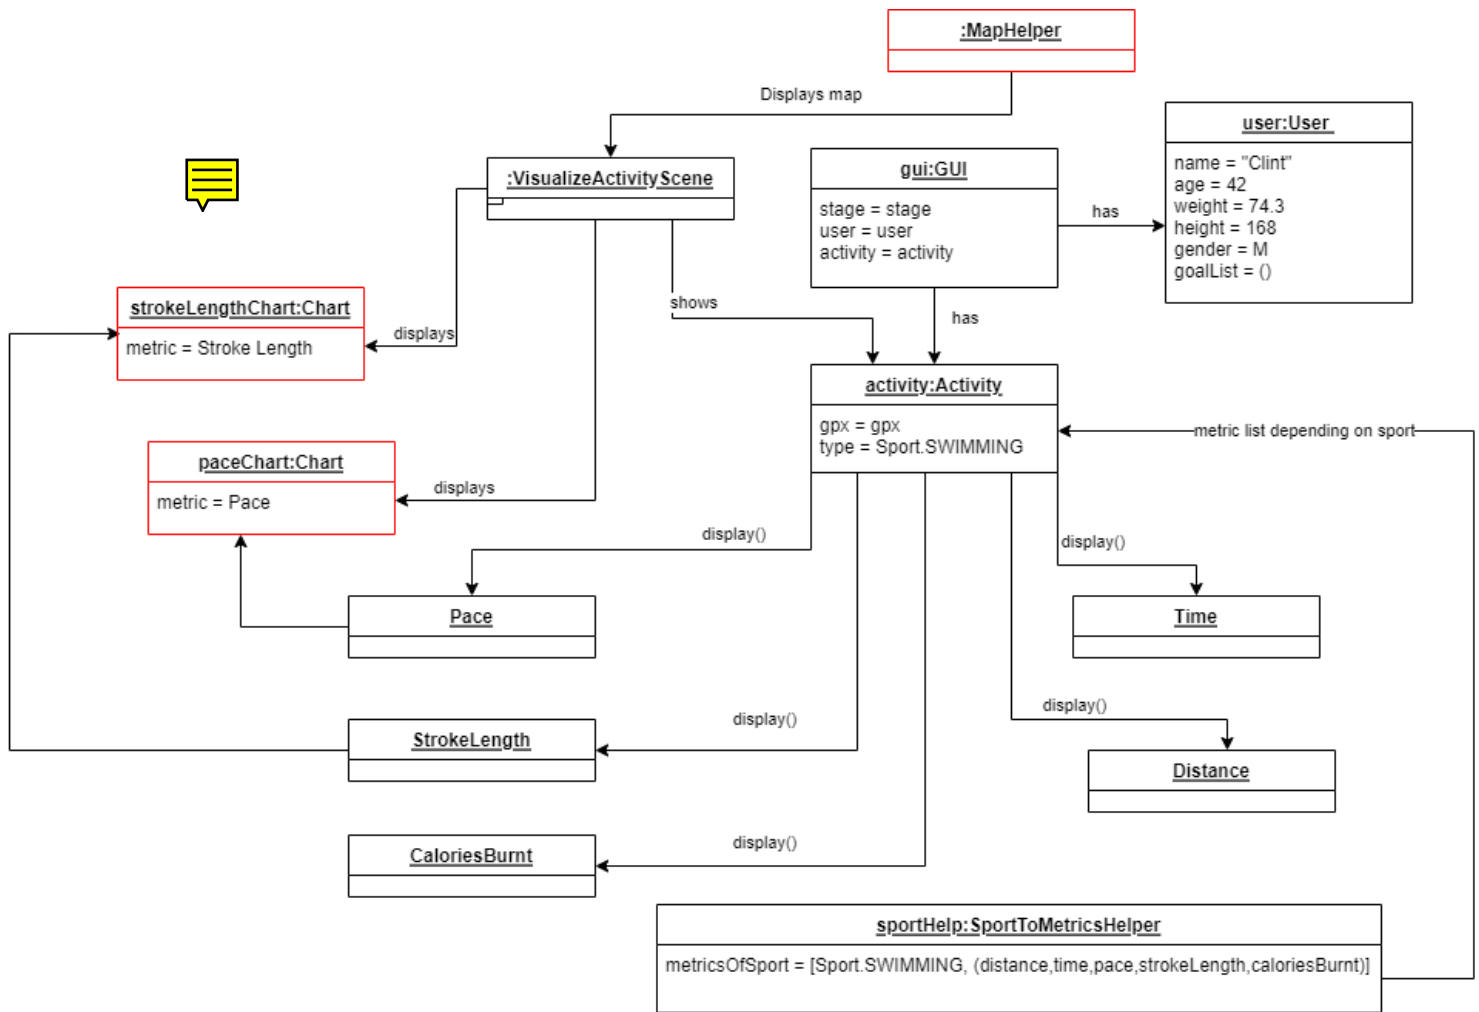 :MapHelper
Displays map
user:User
name = "Clint"
age = 42
weight = 74.3
height = 168
gender = M
goalList = ()
:VisualizeActivityScene
gui:GUI
stage = stage
user = user
activity = activity
has
strokeLengthChart:Chart
metric = Stroke Length
displays
shows
has
activity:Activity
gpx = gpx
type = Sport.SWIMMING
metric list depending on sport
paceChart:Chart
metric = Pace
displays
display()
display()
Pace
Time
display()
display()
StrokeLength
Distance
display()
CaloriesBurnt
sportHelp:SportToMetricsHelper
metricsOfSport = [Sport.SWIMMING, (distance,time,pace,strokeLength,caloriesBurnt)]